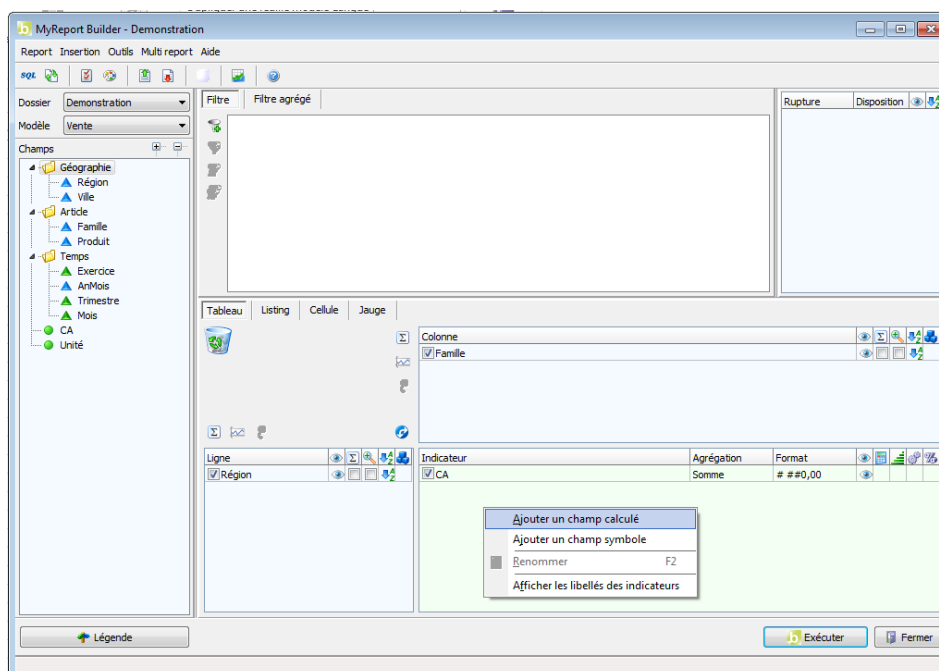 MyReport Builder - Demonstration
Report Insertion Outils Multi report Aide
SQL
Dossier Demonstration
Modèle Vente
Champs
Géographie
Région
Ville
Article
Famille
Produit
Temps
Exercice
AnMois
Trimestre
Mois
CA
Unité
Filtre Filtre agrégé
Rupture Disposition
Tableau Listing Cellule Jauge
Colonne
Famille
Ligne
Région
Indicateur Agrégation Format
CA Somme # ##0,00
Ajouter un champ calculé
Ajouter un champ symbole
Renommer F2
Afficher les libellés des indicateurs
Légende
Exécuter
Fermer